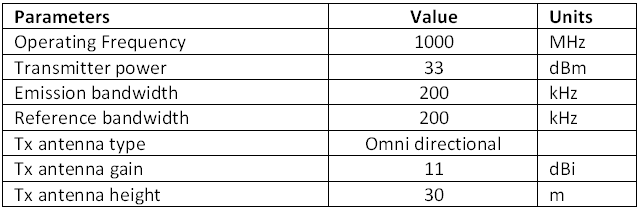 Parameters Value Units
Operating Frequency 1000 MHz
Transmitter power 33 dBm
Emission bandwidth 200 kHz
Reference bandwidth 200 kHz
Tx antenna type Omni directional
Tx antenna gain 11 dBi
Tx antenna height 30 m